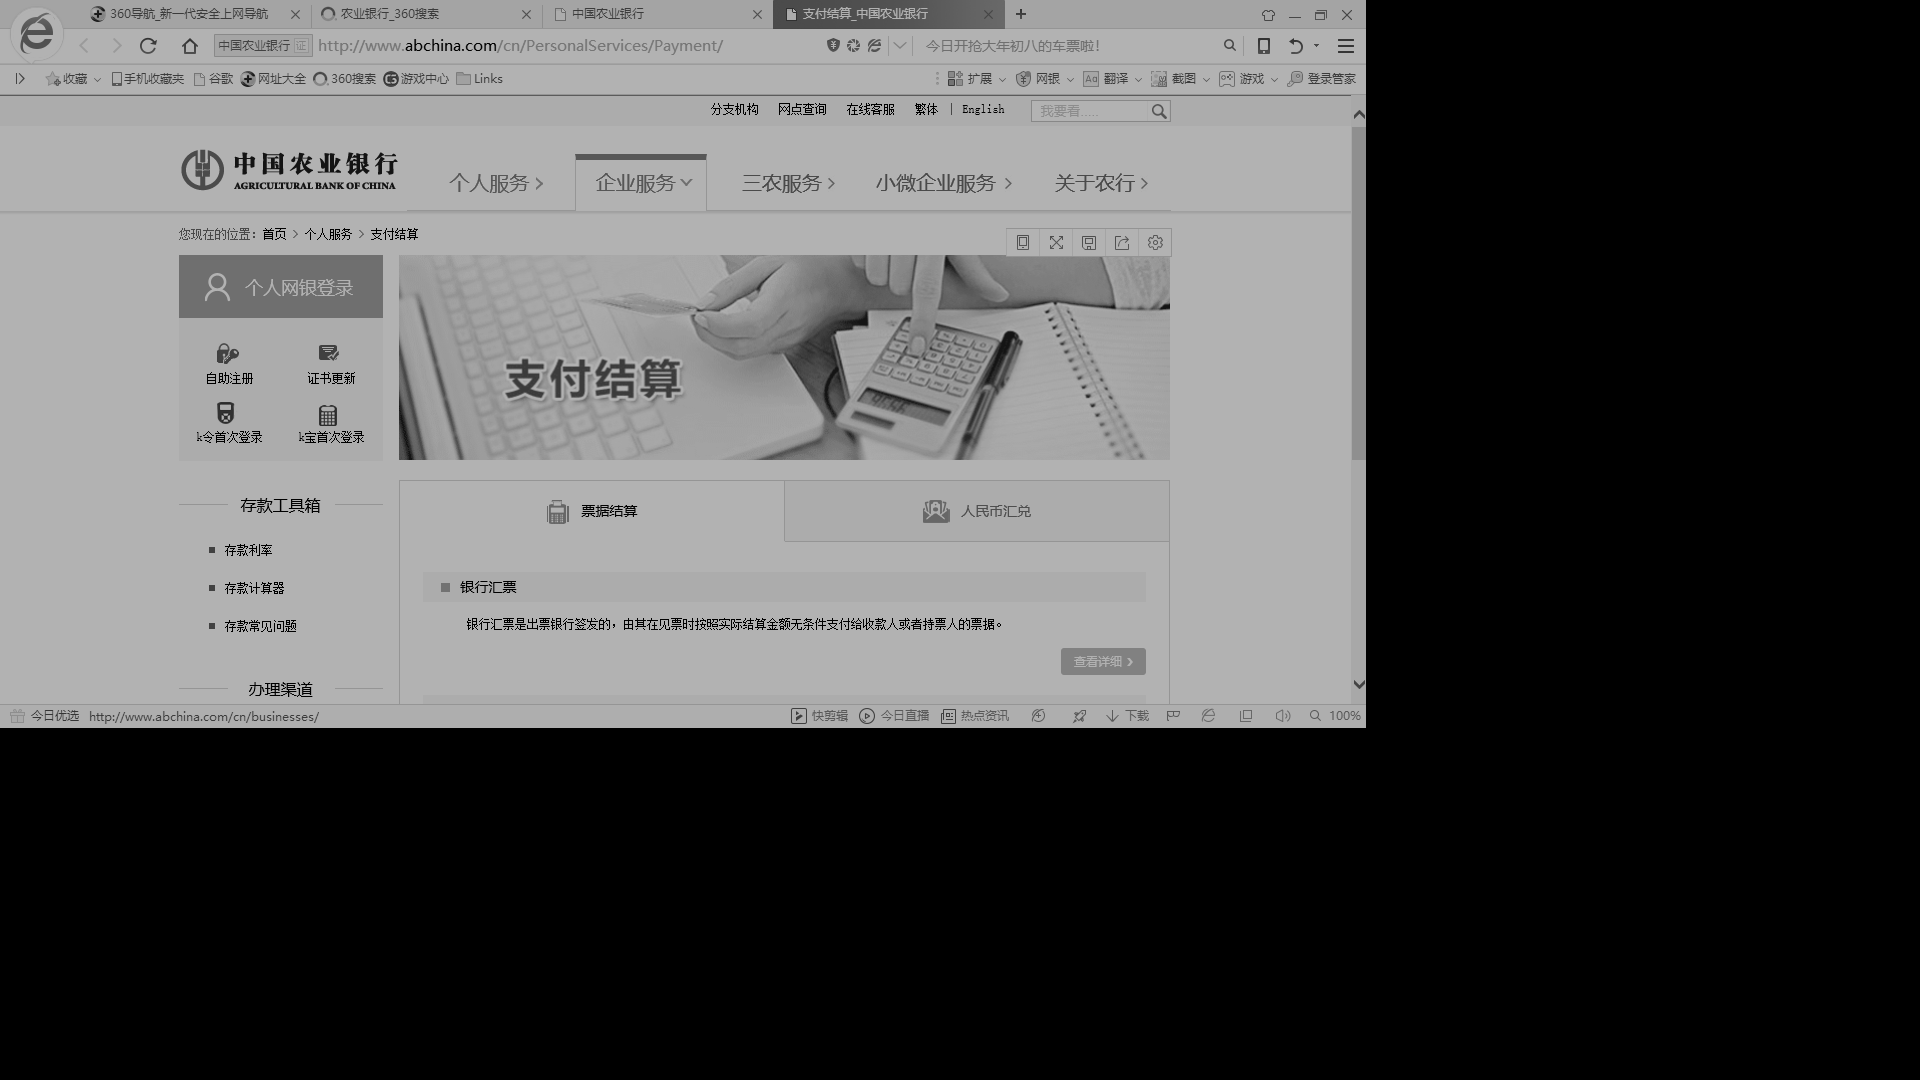 360导航_新一代安全上网导航 农业银行_360搜索 中国农业银行 支付结算_中国农业银行
中国农业银行 证 http://www.abchina.com/cn/PersonalServices/Payment/ 今日开抢大年初八的车票啦!
收藏 手机收藏夹 谷歌 网址大全 360搜索 游戏中心 Links 扩展 网银 翻译 截图 游戏 登录管家
分支机构 网点查询 在线客服 繁体 | English 我要看.....
中国农业银行
AGRICULTURAL BANK OF CHINA
个人服务 企业服务 三农服务 小微企业服务 关于农行
您现在的位置: 首页 > 个人服务 > 支付结算
个人网银登录
自助注册 证书更新
k令首次登录 k宝首次登录
支付结算
存款工具箱
存款利率
存款计算器
存款常见问题
办理渠道
票据结算 人民币汇兑
银行汇票
银行汇票是出票银行签发的，由其在见票时按照实际结算金额无条件支付给收款人或者持票人的票据。
查看详细
今日优选 http://www.abchina.com/cn/businesses/ 快剪辑 今日直播 热点资讯 下载 100%